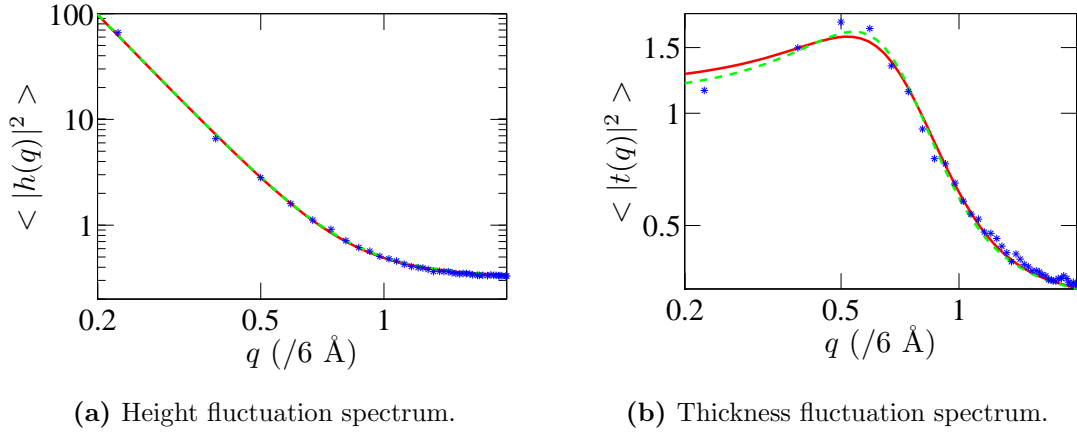 100
10
1
< |h(q)|² >
0.2
0.5
1
q (/6 Å)
(a) Height fluctuation spectrum.
1.5
1
0.5
< |t(q)|² >
0.2
0.5
1
q (/6 Å)
(b) Thickness fluctuation spectrum.